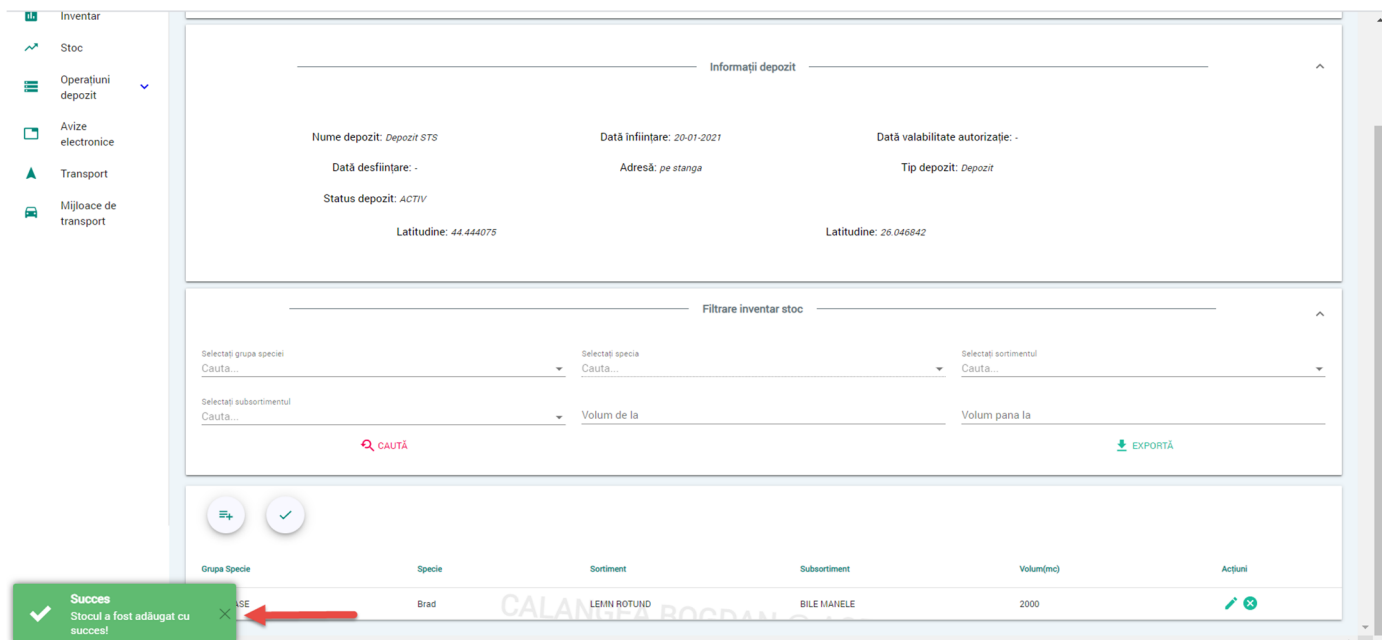 Inventar
Stoc
Operațiuni
depozit
Avize
electronice
Transport
Mijloace de
transport
Informații depozit
Nume depozit: Depozit STS Dată înființare: 20-01-2021 Dată valabilitate autorizație: -
Dată desființare: - Adresă: pe stanga Tip depozit: Depozit
Status depozit: ACTIV
Latitudine: 44.444075 Latitudine: 26.046842
Filtrare inventar stoc
Selectați grupa speciei Selectați specia Selectați sortimentul
Cauta... Cauta... Cauta...
Selectați subsortimentul
Cauta... Volum de la Volum pana la
CAUTĂ EXPORTĂ
Grupa Specie Specie Sortiment Subsortiment Volum(mc) Acțiuni
Brad LEMN ROTUND BILE MANELE 2000
CALANGEA BOGDAN
Succes
Stocul a fost adăugat cu
succes!